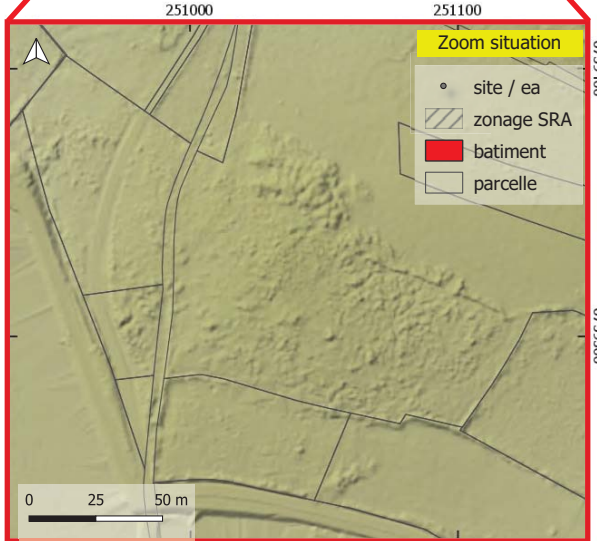 251000
251100
Zoom situation
site / ea
zonage SRA
batiment
parcelle
0 25 50 m